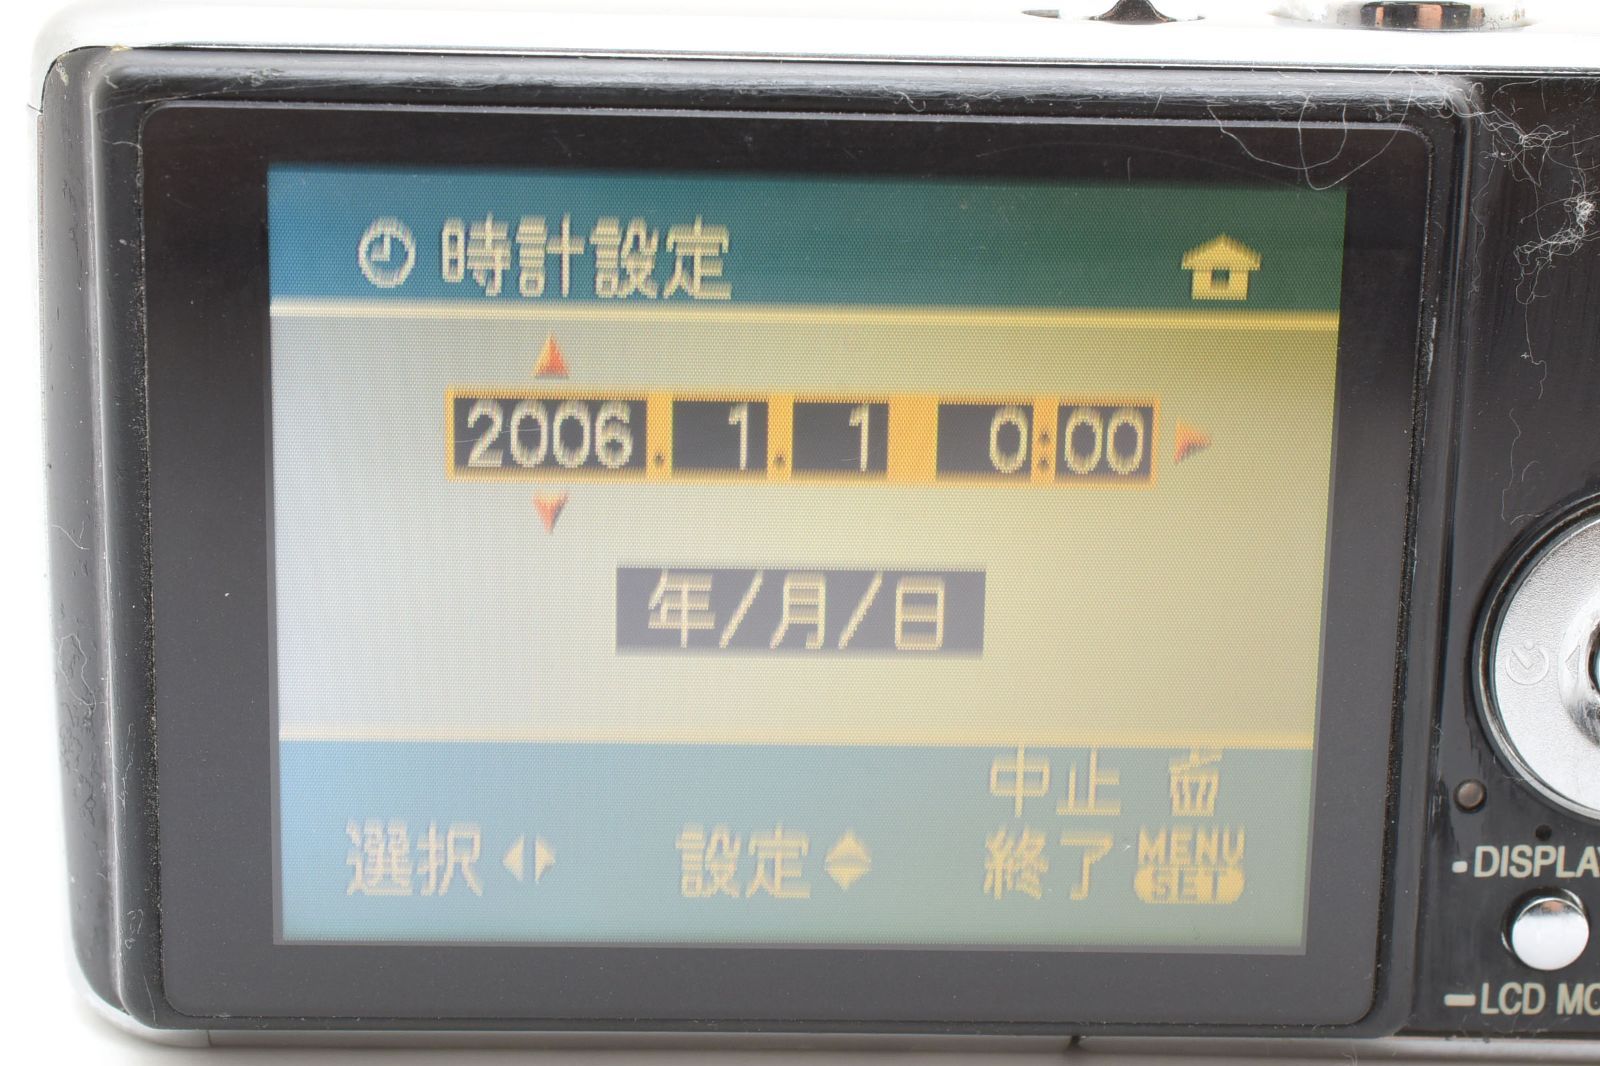 時計設定
2006. 1. 1 0:00
年/月/日
中止
選択 設定 終了 MENU
SET
DISPLAY
LCD MO